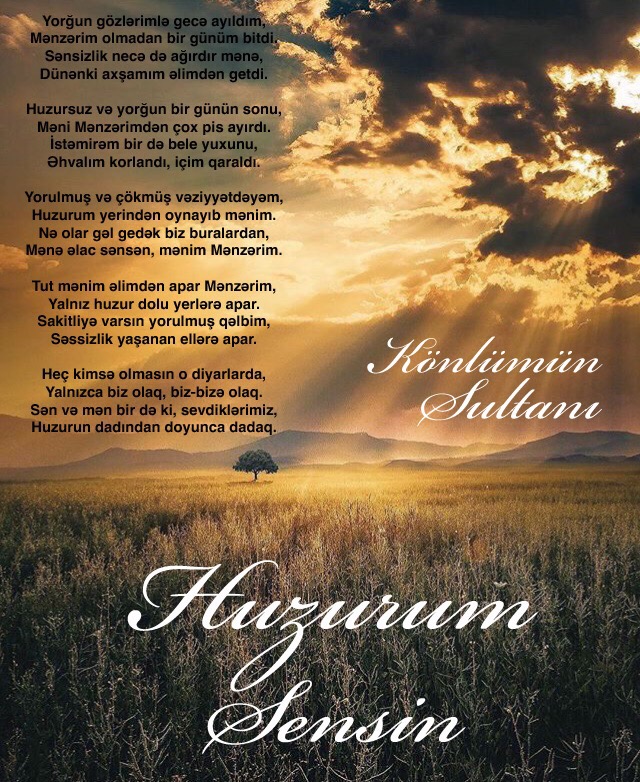 Yorğun gözlərimlə gecə ayıldım,
Mənzərim olmadan bir günüm bitdi.
Sənsizlik necə də ağırdır mənə,
Dünənki axşamım əlimdən getdi.
Huzursuz və yorğun bir günün sonu,
Məni Mənzərimdən çox pis ayırdı.
İstəmirəm bir də bele yuxunu,
Əhvalım korlandı, içim qaraldı.
Yorulmuş və çökmüş vəziyyətdəyəm,
Huzurum yerindən oynayıb mənim.
Nə olar gəl gedək biz buralardan,
Mənə əlac sənsən, mənim Mənzərim.
Tut mənim əlimdən apar Mənzərim,
Yalnız huzur dolu yerlərə apar.
Sakitliyə varsın yorulmuş qəlbim,
Səssizlik yaşanan ellərə apar.
Heç kimsə olmasın o diyarlarda,
Yalnızca biz olaq, biz-bizə olaq.
Sən və mən bir də ki, sevdiklərimiz,
Huzurun dadından doyunca dadaq.
Könlümün
Sultanı
Huzurum
Sensin